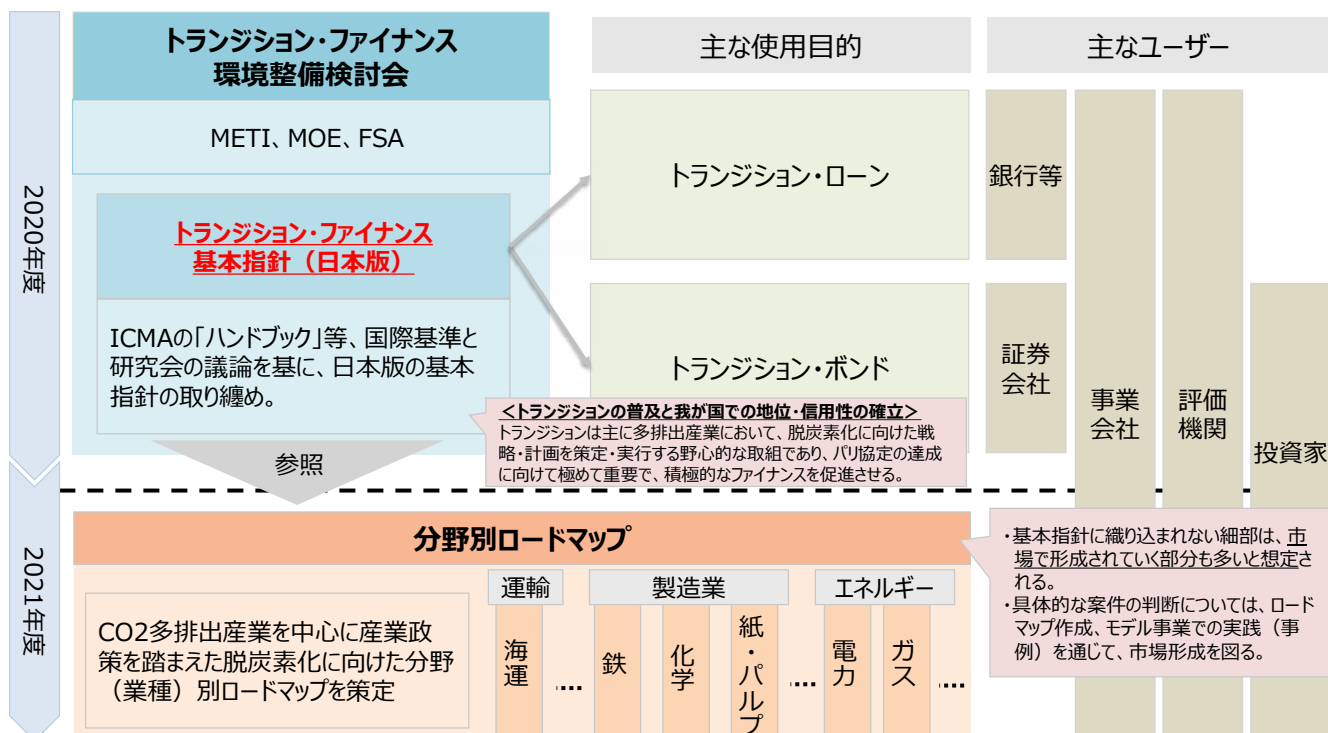 トランジション・ファイナンス
環境整備検討会
主な使用目的
主なユーザー
2020年度
METI、MOE、FSA
トランジション・ファイナンス
基本指針（日本版）
ICMAの「ハンドブック」等、国際基準と
研究会の議論を基に、日本版の基本
指針の取り纏め。
トランジション・ローン
トランジション・ボンド
銀行等
証券
会社
事業
会社
評価
機関
投資家
＜トランジションの普及と我が国での地位・信用性の確立＞
トランジションは主に多排出産業において、脱炭素化に向けた戦
略・計画を策定・実行する野心的な取組であり、パリ協定の達成
に向けて極めて重要で、積極的なファイナンスを促進させる。
参照
2021年度
分野別ロードマップ
CO2多排出産業を中心に産業政
策を踏まえた脱炭素化に向けた分野
（業種）別ロードマップを策定
運輸
製造業
エネルギー
海運
....
鉄
化学
紙・パルプ
....
電力
ガス
....
・基本指針に織り込まれない細部は、市
場で形成されていく部分も多いと想定さ
れる。
・具体的な案件の判断については、ロード
マップ作成、モデル事業での実践（事
例）を通じて、市場形成を図る。